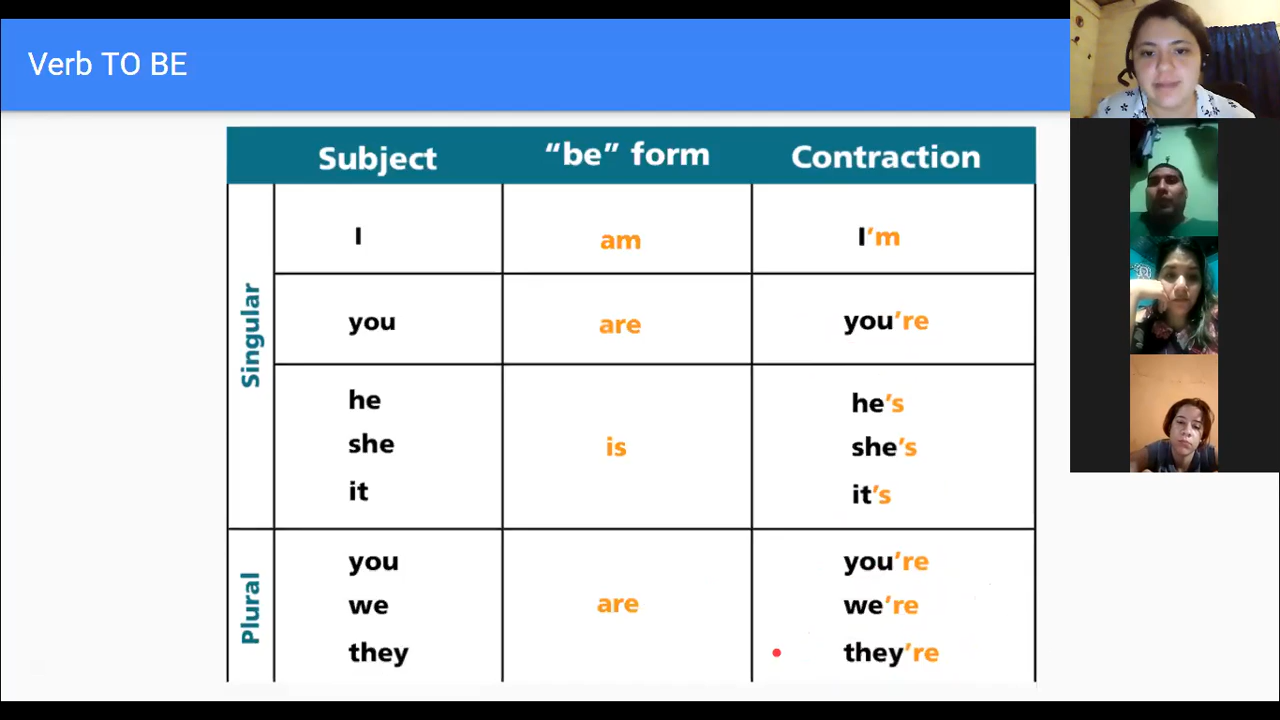 Verb TO BE
Subject "be" form Contraction
Singular
I am I'm
you are you're
he he's
she is she's
it it's
Plural
you you're
we are we're
they they're